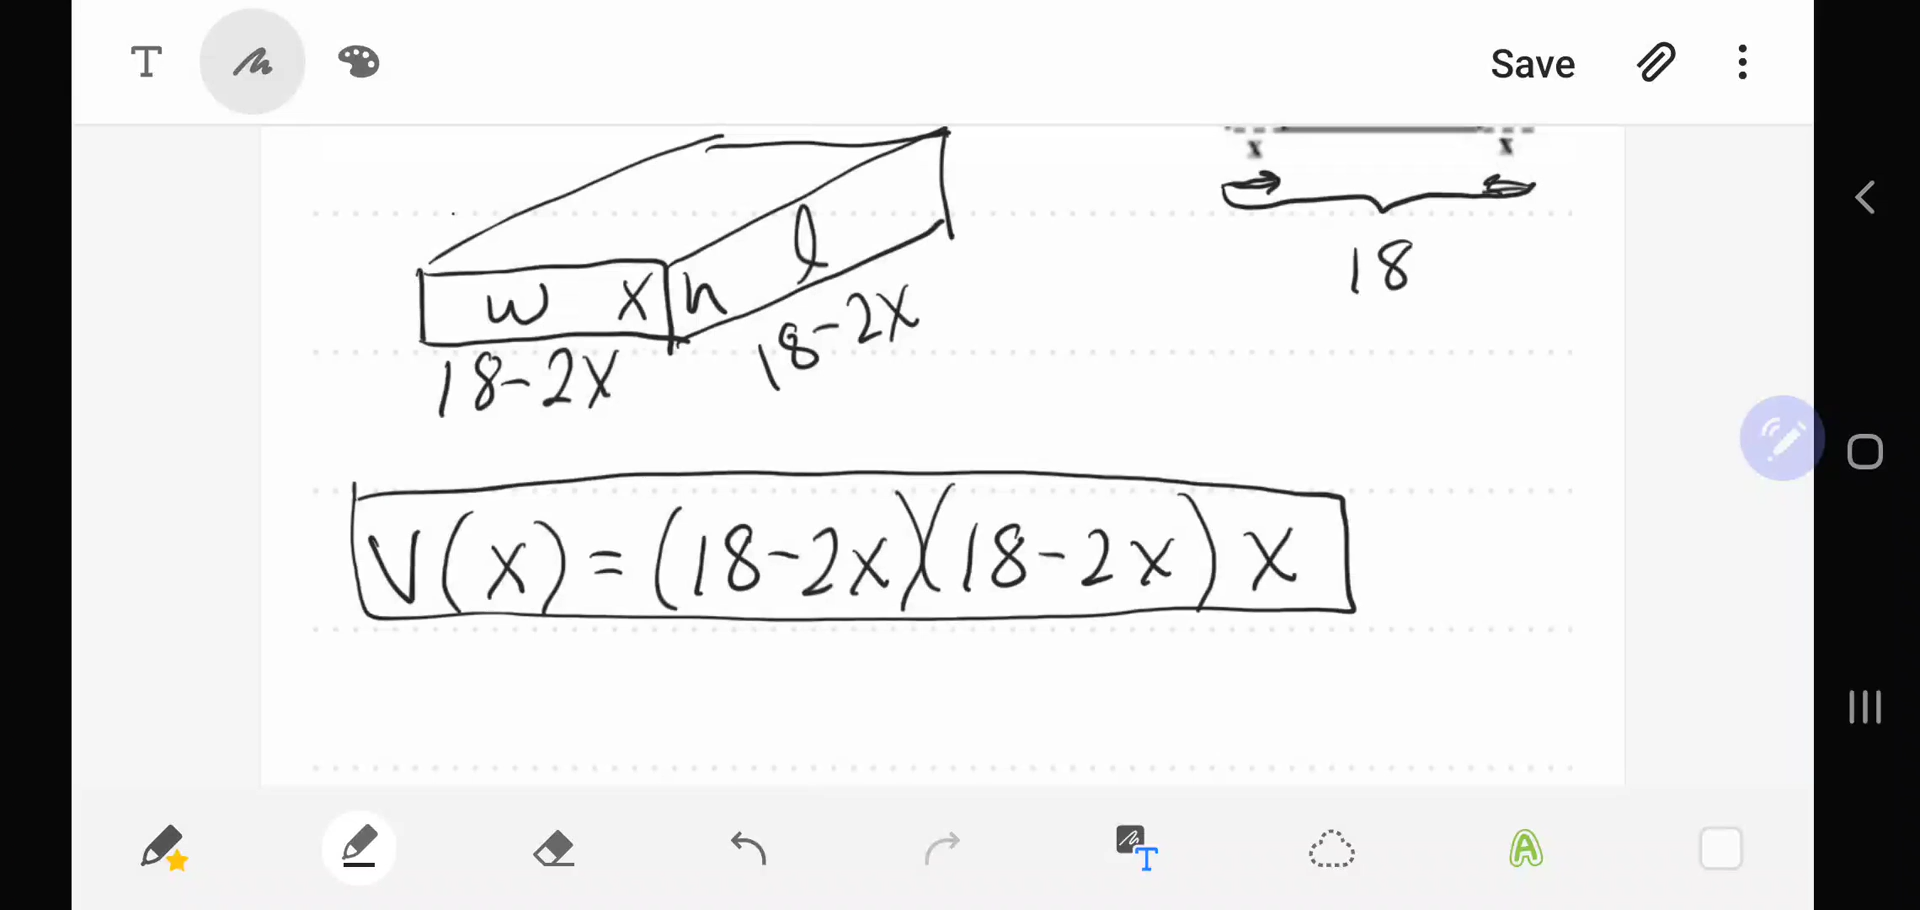 T Save
x x
18
w x h l
18-2x 18-2x
V(x) = (18-2x)(18-2x) x
T A